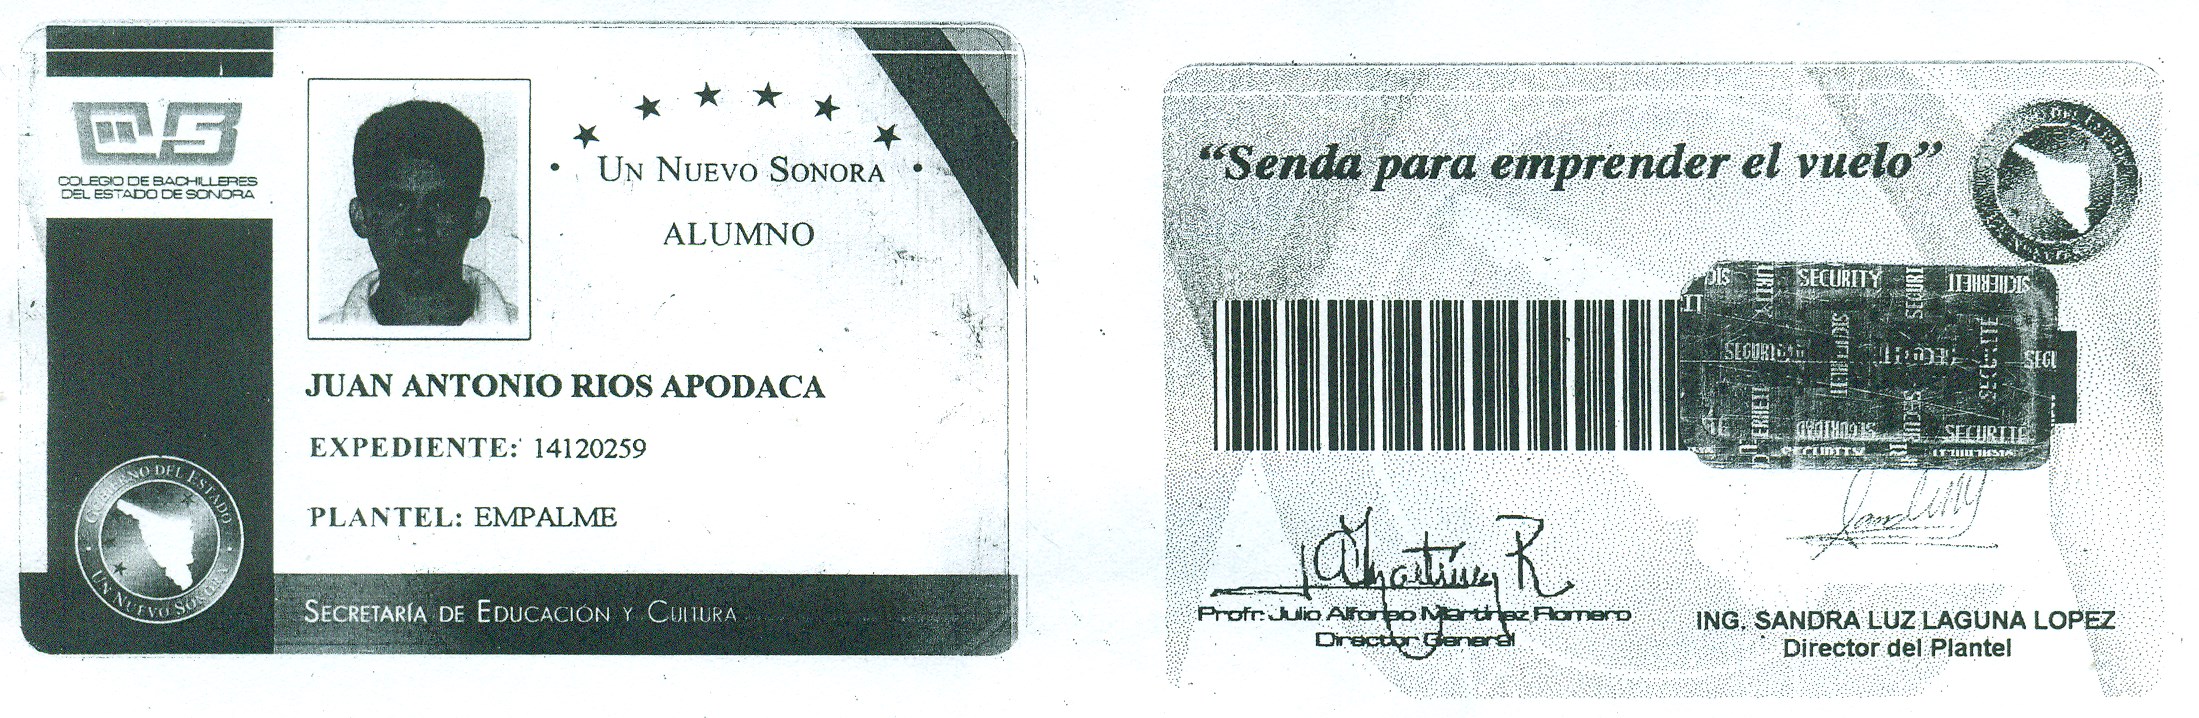 COLEGIO DE BACHILLERES
DEL ESTADO DE SONORA
• UN NUEVO SONORA •
ALUMNO
JUAN ANTONIO RIOS APODACA
EXPEDIENTE: 14120259
PLANTEL: EMPALME
GOBIERNO DEL ESTADO
UN NUEVO SONORA
SECRETARÍA DE EDUCACIÓN Y CULTURA
"Senda para emprender el vuelo"
SECURITY
SECURITE
Profr. Julio Alfonso Martínez Romero
Director General
ING. SANDRA LUZ LAGUNA LOPEZ
Director del Plantel